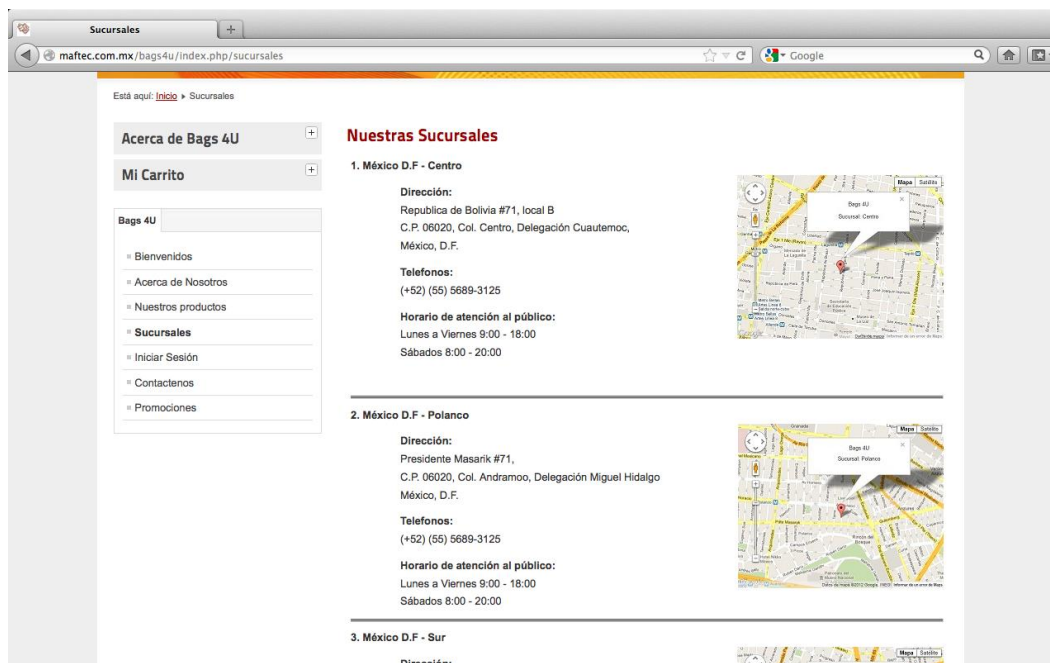 Sucursales
maftec.com.mx/bags4u/index.php/sucursales
Google
Está aquí: Inicio Sucursales
Acerca de Bags 4U
Mi Carrito
Bags 4U
Bienvenidos
Acerca de Nosotros
Nuestros productos
Sucursales
Iniciar Sesión
Contactenos
Promociones
Nuestras Sucursales
1. México D.F - Centro
Dirección:
Republica de Bolivia #71, local B
C.P. 06020, Col. Centro, Delegación Cuautemoc,
México, D.F.
Telefonos:
(+52) (55) 5689-3125
Horario de atención al público:
Lunes a Viernes 9:00 - 18:00
Sábados 8:00 - 20:00
Mapa Satélite
Bags 4U
Sucursal: Centro
2. México D.F - Polanco
Dirección:
Presidente Masarik #71,
C.P. 06020, Col. Andramoo, Delegación Miguel Hidalgo
México, D.F.
Telefonos:
(+52) (55) 5689-3125
Horario de atención al público:
Lunes a Viernes 9:00 - 18:00
Sábados 8:00 - 20:00
Mapa Satélite
Bags 4U
Sucursal: Polanco
3. México D.F - Sur
Dirección:
Mapa Satélite